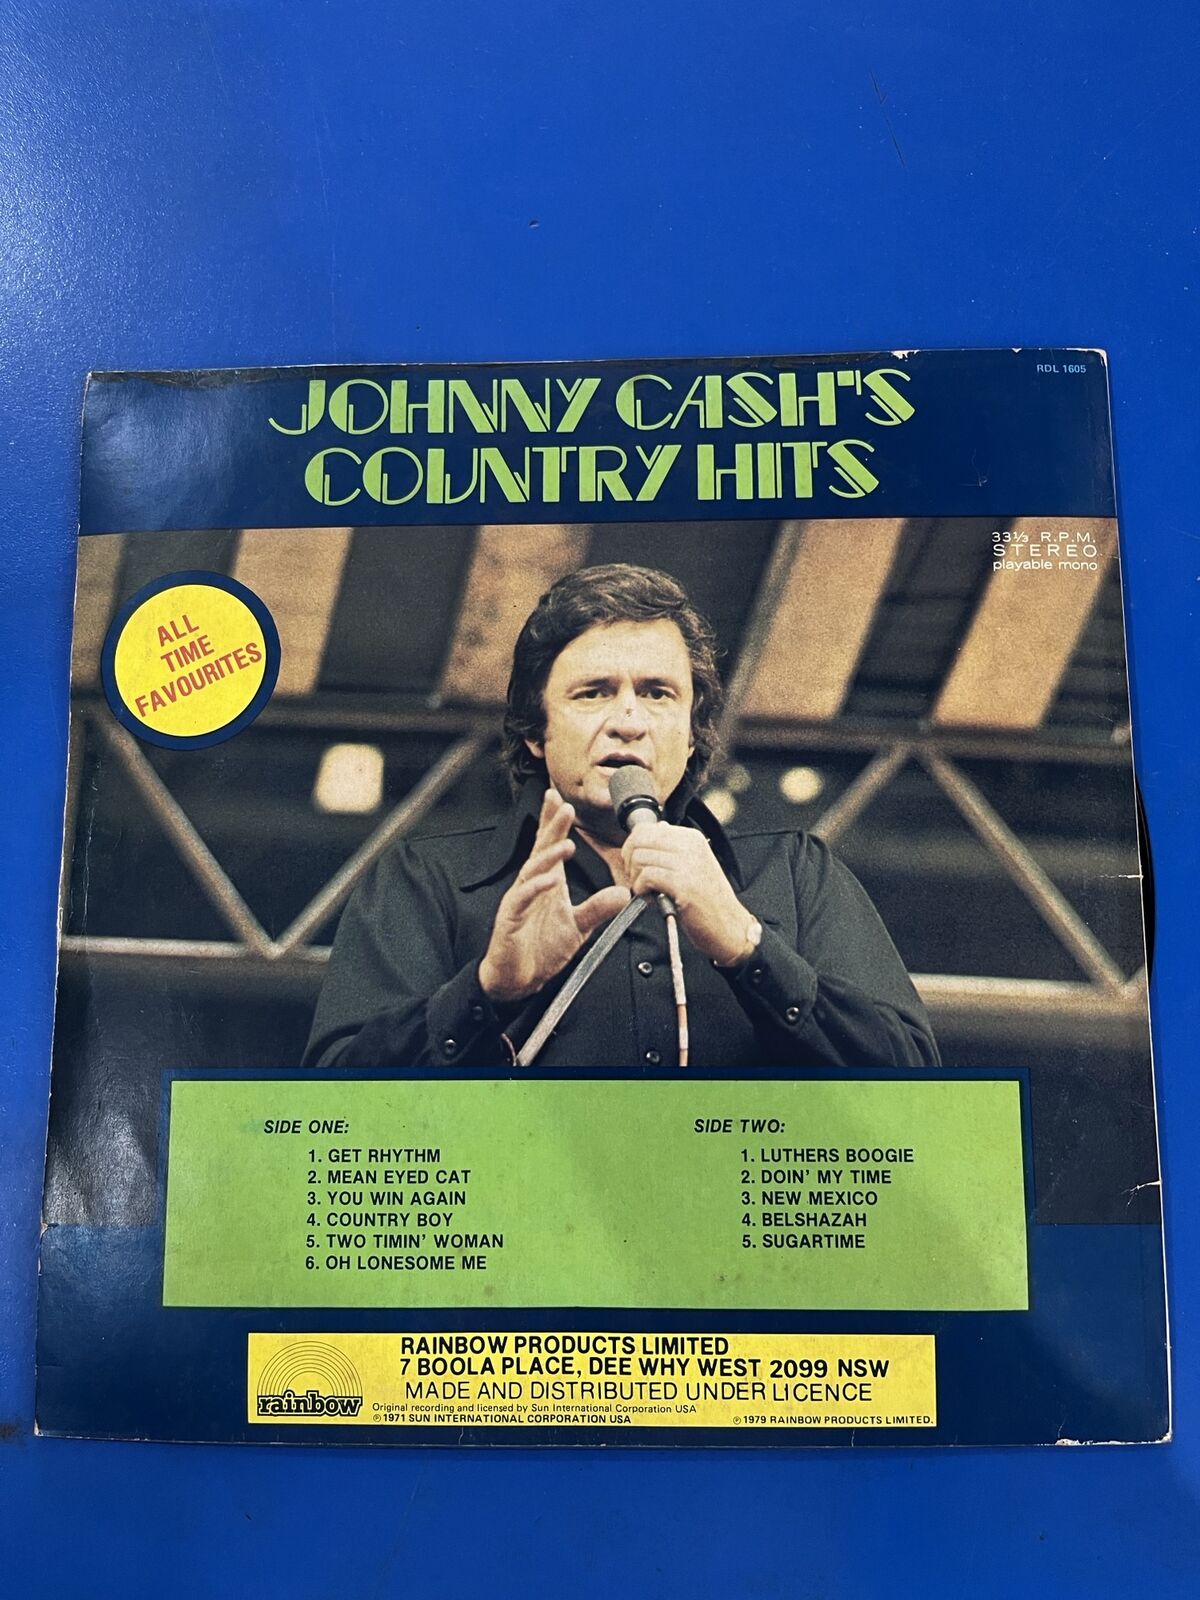 RDL 1605
JOHNNY CASH'S
COUNTRY HITS
33⅓ R.P.M.
STEREO
playable mono
ALL
TIME
FAVOURITES
SIDE ONE:
1. GET RHYTHM
2. MEAN EYED CAT
3. YOU WIN AGAIN
4. COUNTRY BOY
5. TWO TIMIN' WOMAN
6. OH LONESOME ME
SIDE TWO:
1. LUTHERS BOOGIE
2. DOIN' MY TIME
3. NEW MEXICO
4. BELSHAZAH
5. SUGARTIME
rainbow
RAINBOW PRODUCTS LIMITED
7 BOOLA PLACE, DEE WHY WEST 2099 NSW
MADE AND DISTRIBUTED UNDER LICENCE
Original recording and licensed by Sun International Corporation USA
℗ 1971 SUN INTERNATIONAL CORPORATION USA
℗ 1979 RAINBOW PRODUCTS LIMITED.